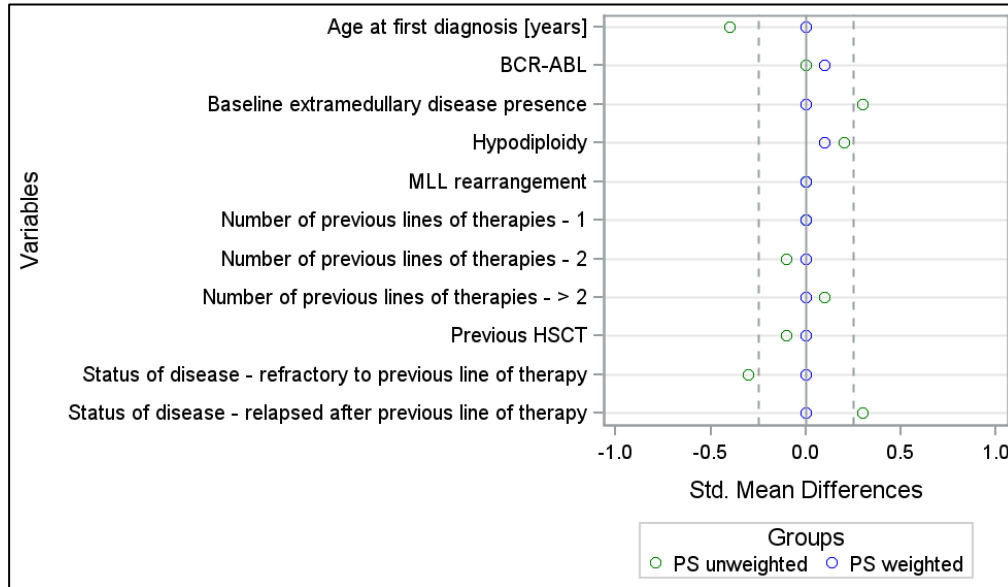 Variables
Age at first diagnosis [years]
BCR-ABL
Baseline extramedullary disease presence
Hypodiploidy
MLL rearrangement
Number of previous lines of therapies - 1
Number of previous lines of therapies - 2
Number of previous lines of therapies - > 2
Previous HSCT
Status of disease - refractory to previous line of therapy
Status of disease - relapsed after previous line of therapy
-1.0 -0.5 0.0 0.5 1.0
Std. Mean Differences
Groups
PS unweighted PS weighted